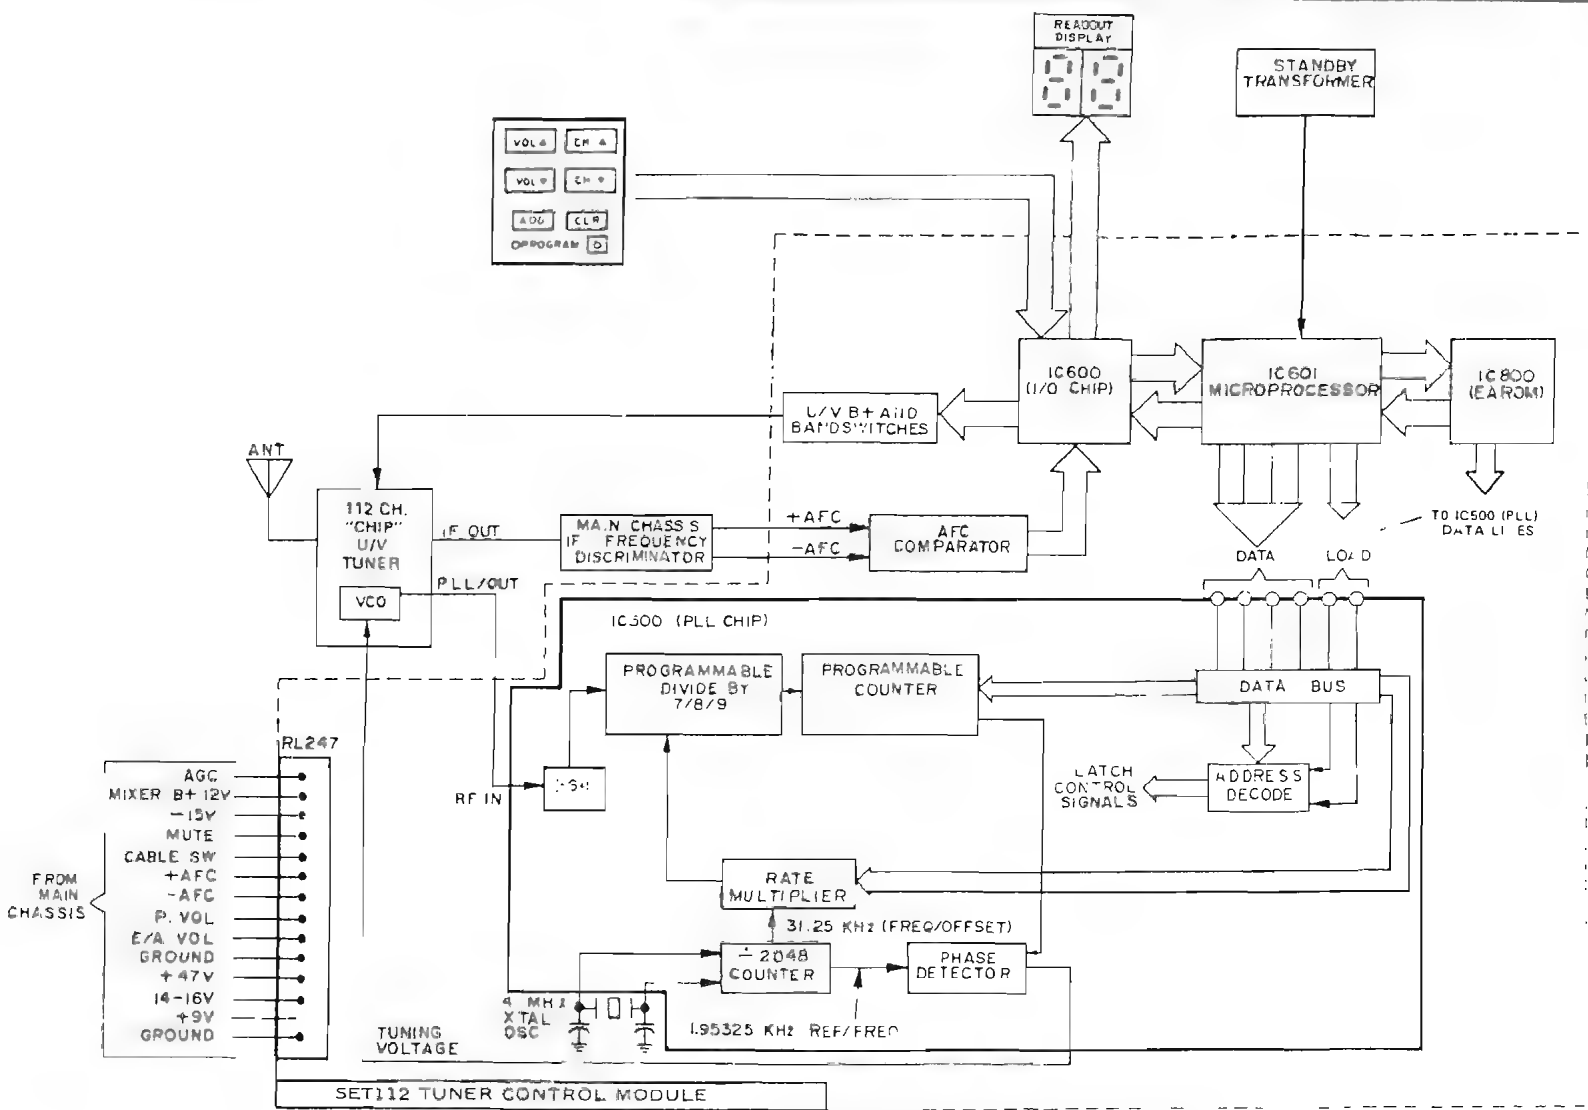 READOUT
DISPLAY
STANDBY
TRANSFORMER
VOL
CH
VOL
CH
ADD
CLR
PROGRAM
IC600
(I/O CHIP)
IC601
MICROPROCESSOR
IC800
(EAROM)
U/V B+ AND
BANDSWITCHES
ANT
112 CH.
"CHIP"
U/V
TUNER
VCO
IF OUT
PLL/OUT
MAIN CHASSIS
IF FREQUENCY
DISCRIMINATOR
+AFC
-AFC
AFC
COMPARATOR
TO IC500 (PLL)
DATA LINES
DATA
LOAD
IC500 (PLL CHIP)
PROGRAMMABLE
DIVIDE BY
7/8/9
PROGRAMMABLE
COUNTER
DATA BUS
RL247
RF IN
LATCH
CONTROL
SIGNALS
ADDRESS
DECODE
FROM
MAIN
CHASSIS
AGC
MIXER B+ 12V
-15V
MUTE
CABLE SW
+AFC
-AFC
P. VOL
E/A. VOL
GROUND
+47V
14-16V
+9V
GROUND
RATE
MULTIPLIER
31.25 KHz (FREQ/OFFSET)
÷2048
COUNTER
PHASE
DETECTOR
4 MHz
XTAL
OSC
1.95325 KHz REF/FREQ
TUNING
VOLTAGE
SET112 TUNER CONTROL MODULE